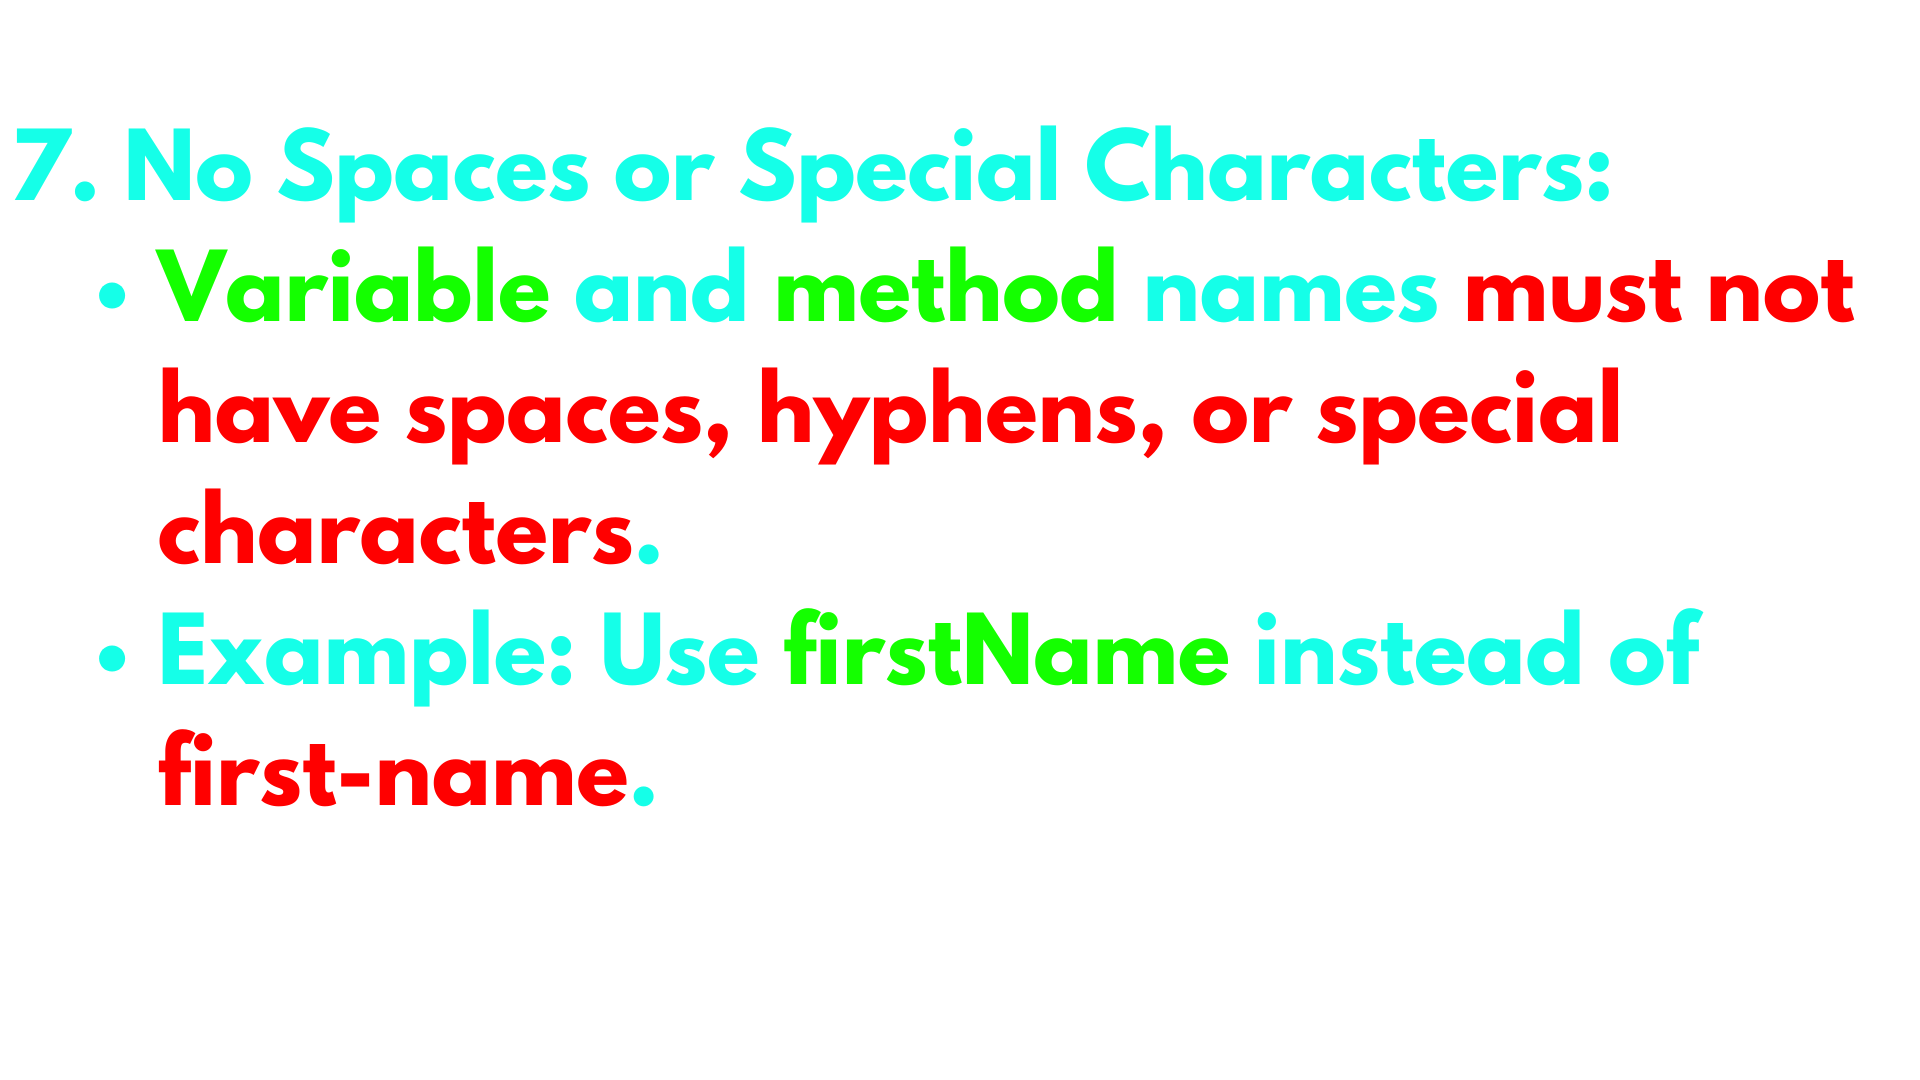 7. No Spaces or Special Characters:
• Variable and method names must not
have spaces, hyphens, or special
characters.
• Example: Use firstName instead of
first-name.